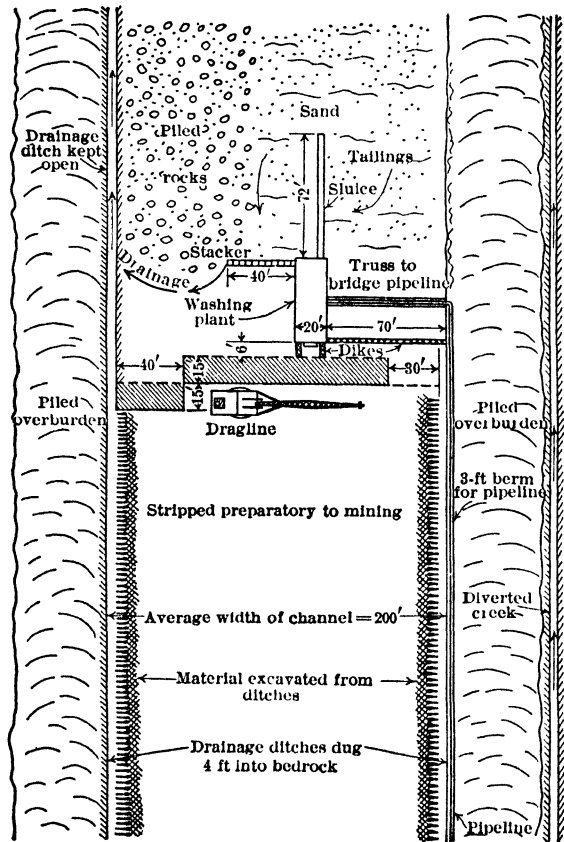 Sand
Drainage
ditch kept
open
Piled
rocks
Tailings
Sluice
72'
Stacker
Drainage
40'
Truss to
bridge pipeline
Washing
plant
20'
70'
6'
Dikes
40'
15'
15'
30'
Piled
overburden
Dragline
Piled
overburden
3-ft berm
for pipeline
Stripped preparatory to mining
Diverted
creek
Average width of channel = 200'
Material excavated from
ditches
Drainage ditches dug
4 ft into bedrock
Pipeline